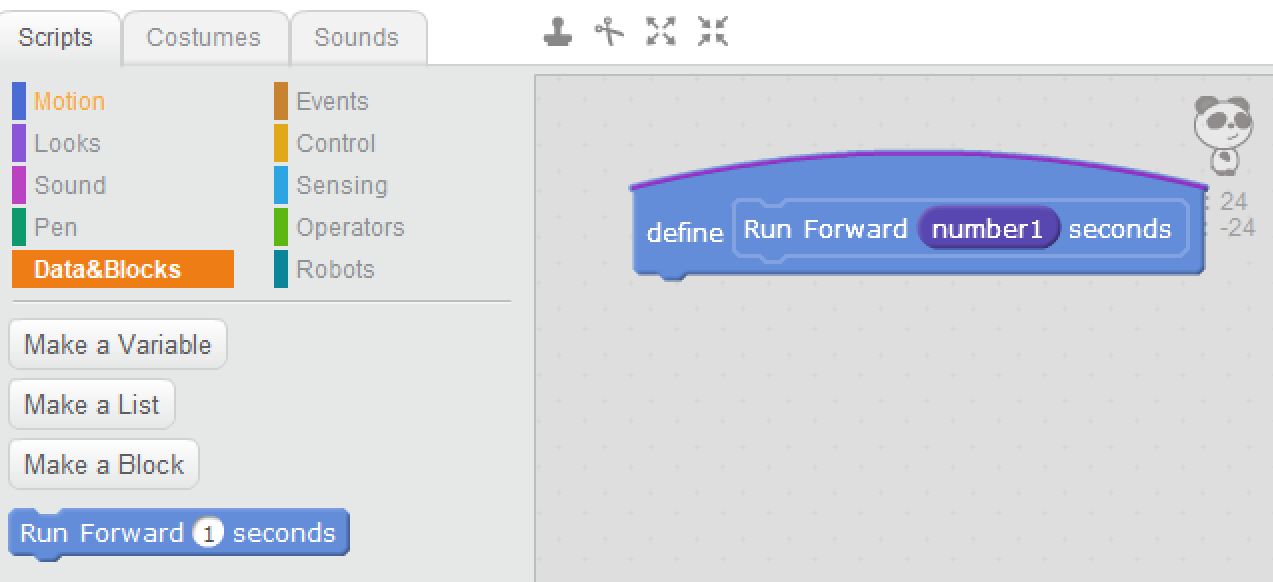 Scripts Costumes Sounds
Motion Events
Looks Control
Sound Sensing
Pen Operators
Data&Blocks Robots
Make a Variable
Make a List
Make a Block
Run Forward 1 seconds
define Run Forward number1 seconds
: 24
: -24